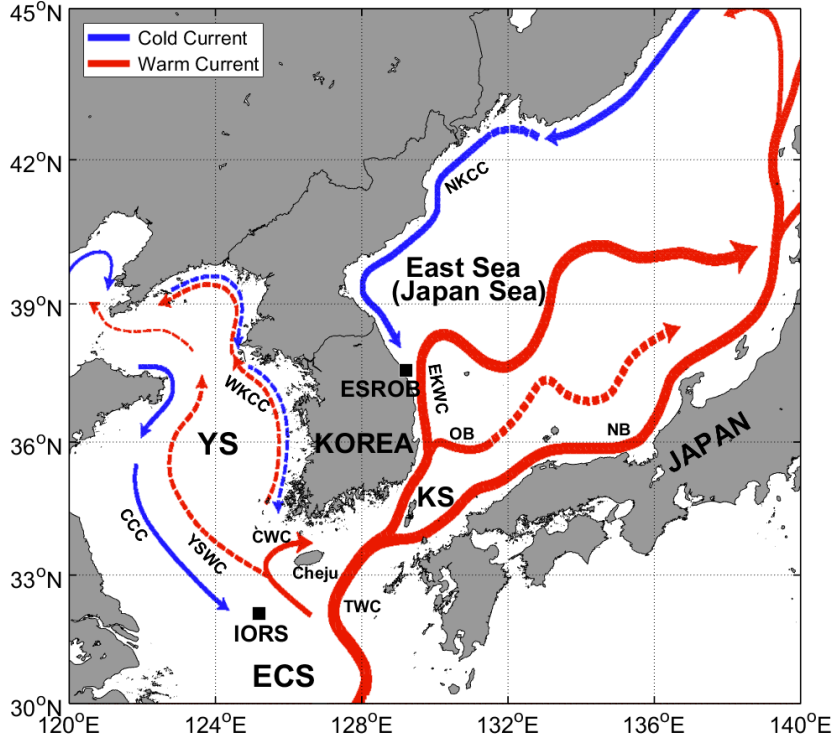 45°N
Cold Current
Warm Current
42°N
NKCC
East Sea
(Japan Sea)
39°N
ESROB
EKWC
WKCC
OB
NB
36°N
YS
KOREA
JAPAN
KS
CCC
YSWC
CWC
Cheju
33°N
TWC
IORS
ECS
30°N
120°E
124°E
128°E
132°E
136°E
140°E